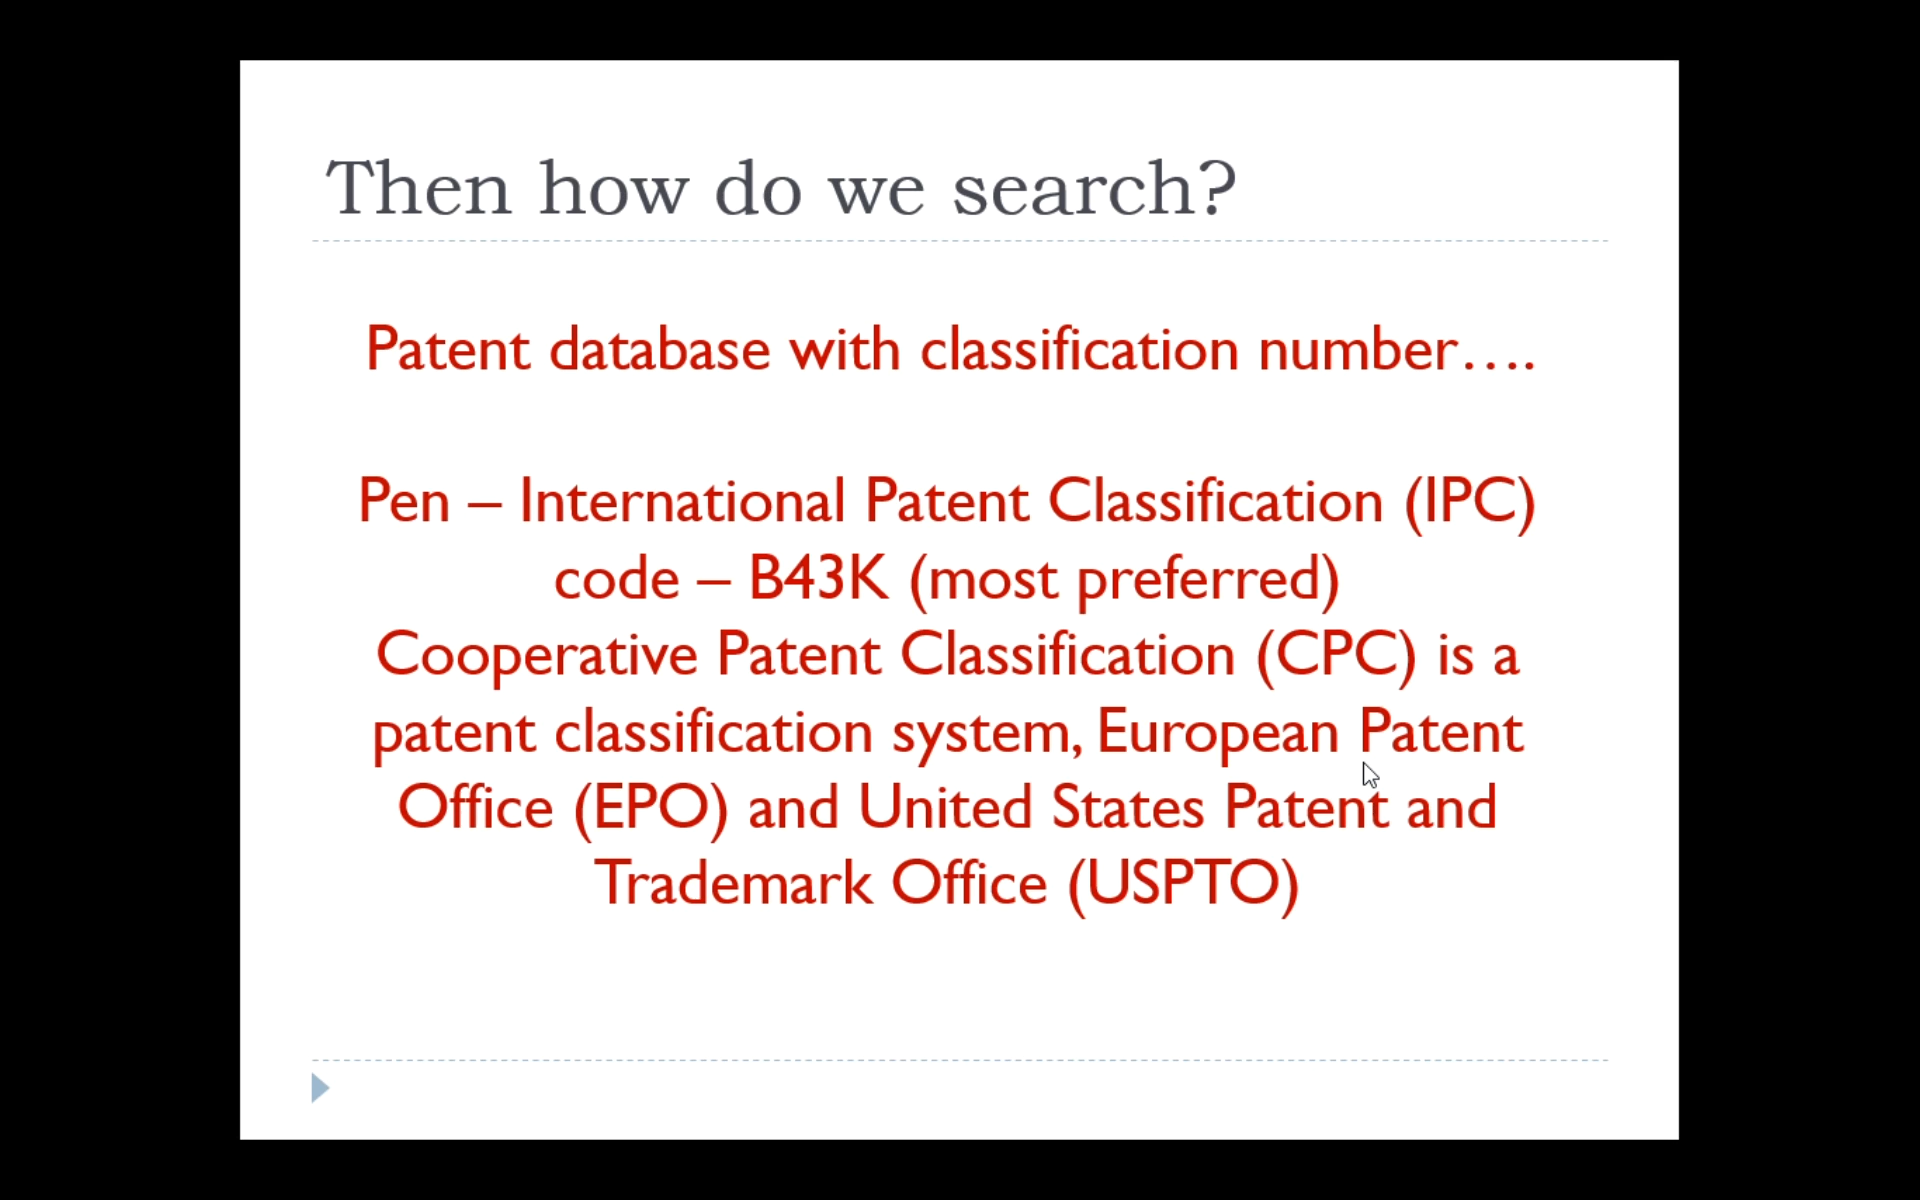 Then how do we search?
Patent database with classification number….
Pen – International Patent Classification (IPC)
code – B43K (most preferred)
Cooperative Patent Classification (CPC) is a
patent classification system, European Patent
Office (EPO) and United States Patent and
Trademark Office (USPTO)